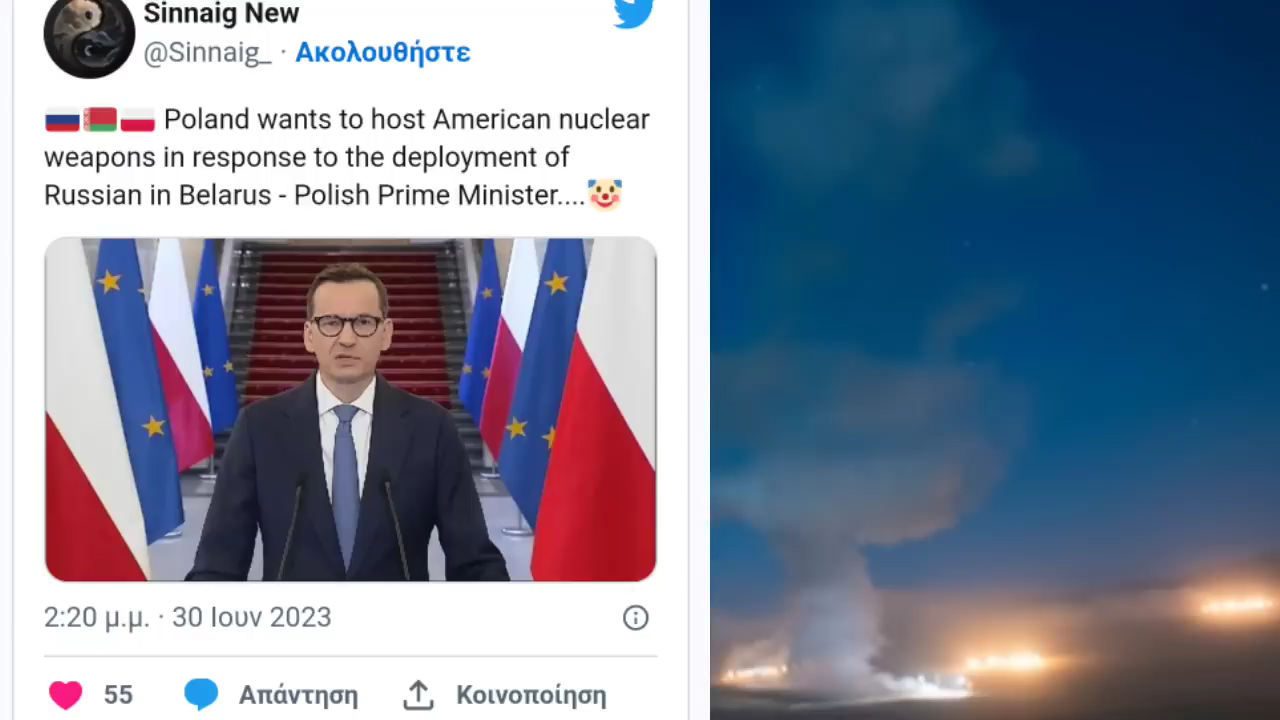 Sinnaig New
@Sinnaig_ · Ακολουθήστε
🇷🇺🇧🇾🇵🇱 Poland wants to host American nuclear
weapons in response to the deployment of
Russian in Belarus - Polish Prime Minister....🤡
2:20 μ.μ. · 30 Ιουν 2023
55 Απάντηση Κοινοποίηση